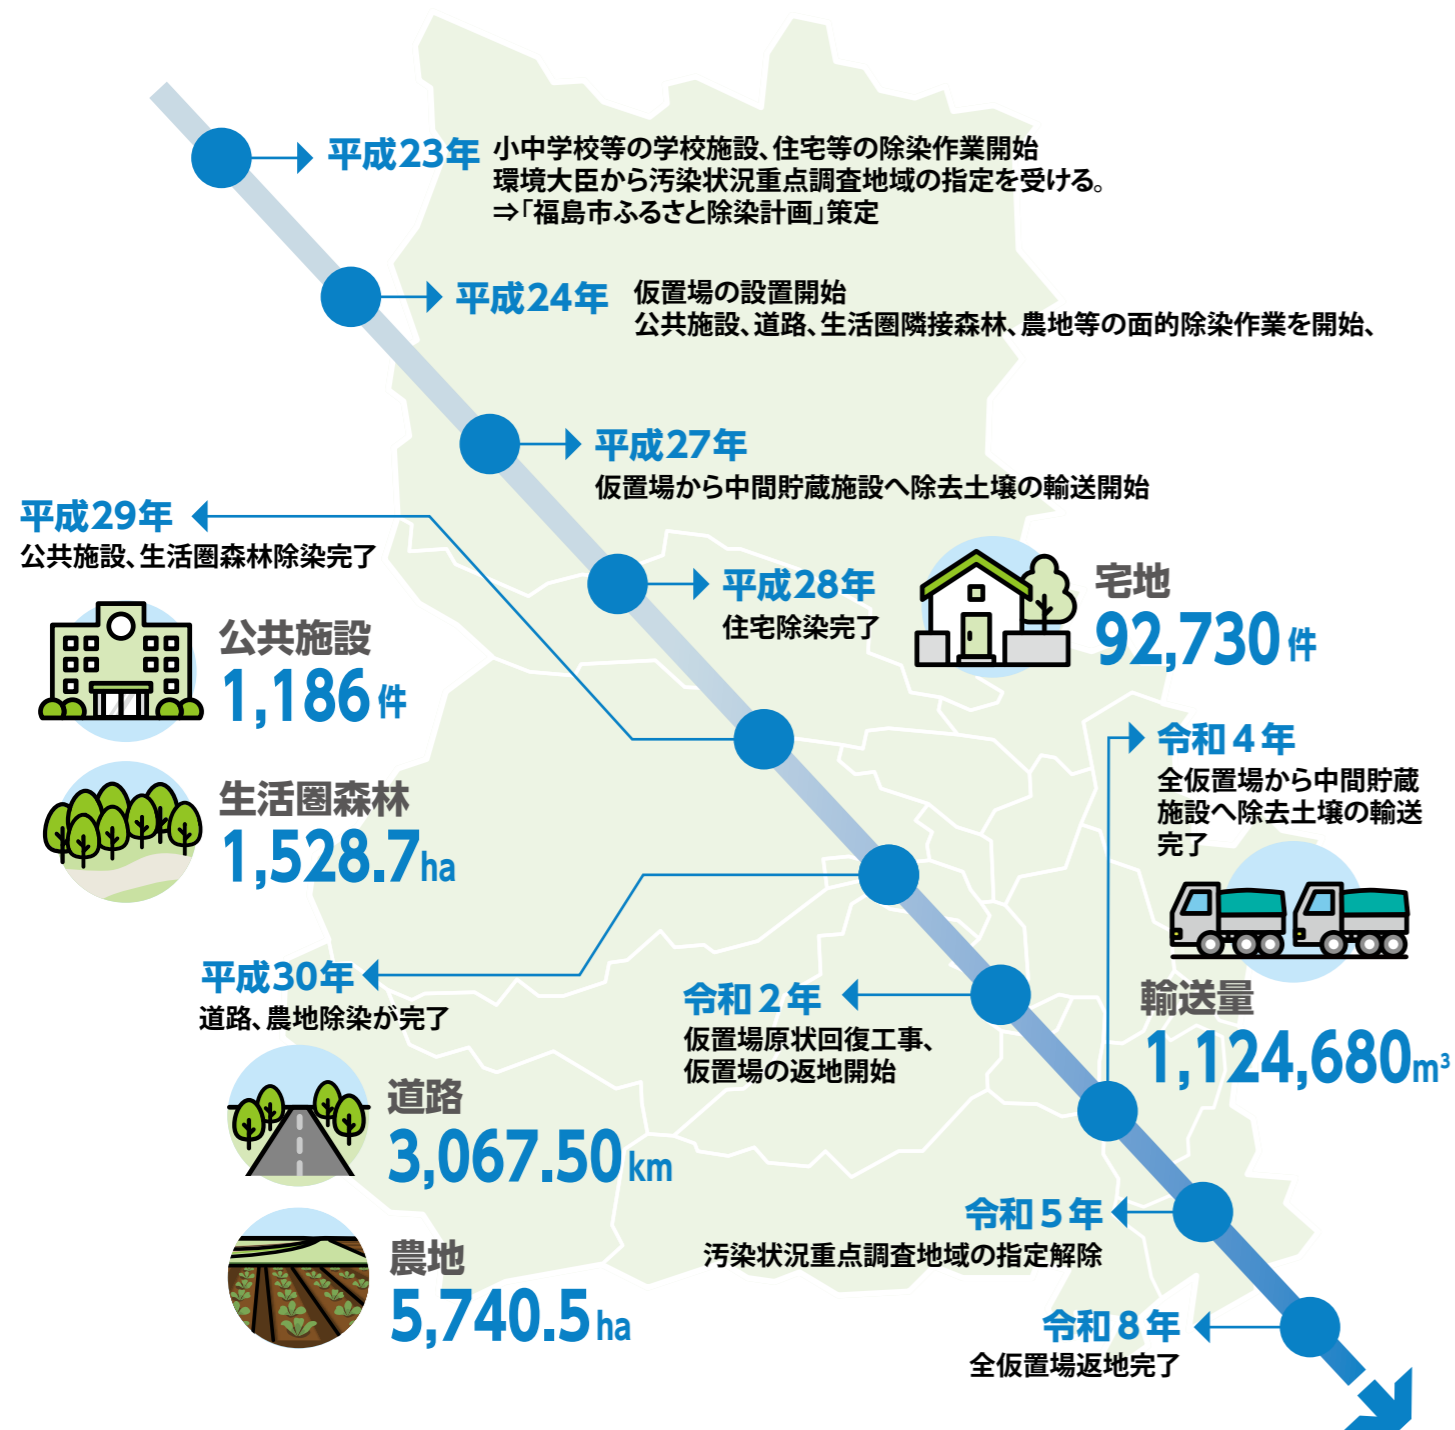 平成23年
小中学校等の学校施設、住宅等の除染作業開始
環境大臣から汚染状況重点調査地域の指定を受ける。
⇒「福島市ふるさと除染計画」策定
平成24年
仮置場の設置開始
公共施設、道路、生活圏隣接森林、農地等の面的除染作業を開始、
平成27年
仮置場から中間貯蔵施設へ除去土壌の輸送開始
平成28年
住宅除染完了
宅地
92,730件
平成29年
公共施設、生活圏森林除染完了
公共施設
1,186件
生活圏森林
1,528.7ha
平成30年
道路、農地除染が完了
道路
3,067.50km
農地
5,740.5ha
令和2年
仮置場原状回復工事、
仮置場の返地開始
令和4年
全仮置場から中間貯蔵
施設へ除去土壌の輸送
完了
輸送量
1,124,680m³
令和5年
汚染状況重点調査地域の指定解除
令和8年
全仮置場返地完了